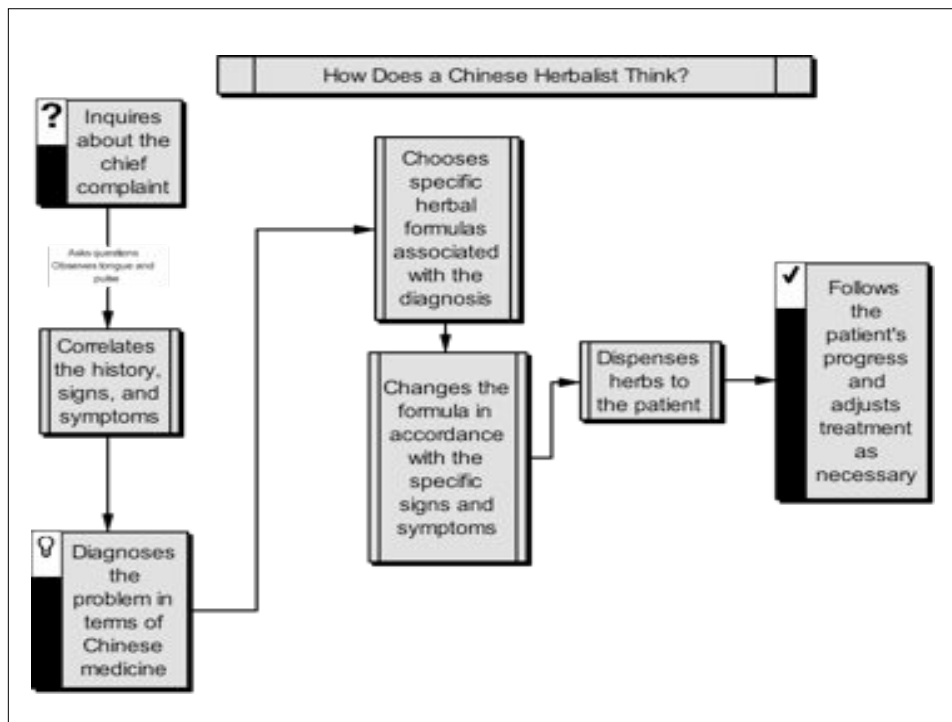 How Does a Chinese Herbalist Think?
?
Inquires
about the
chief
complaint
Asks questions
Observes tongue and
pulse
Correlates
the history,
signs, and
symptoms
Diagnoses
the
problem in
terms of
Chinese
medicine
Chooses
specific
herbal
formulas
associated
with the
diagnosis
Changes the
formula in
accordance
with the
specific
signs and
symptoms
Dispenses
herbs to
the patient
Follows
the
patient's
progress
and
adjusts
treatment
as
necessary